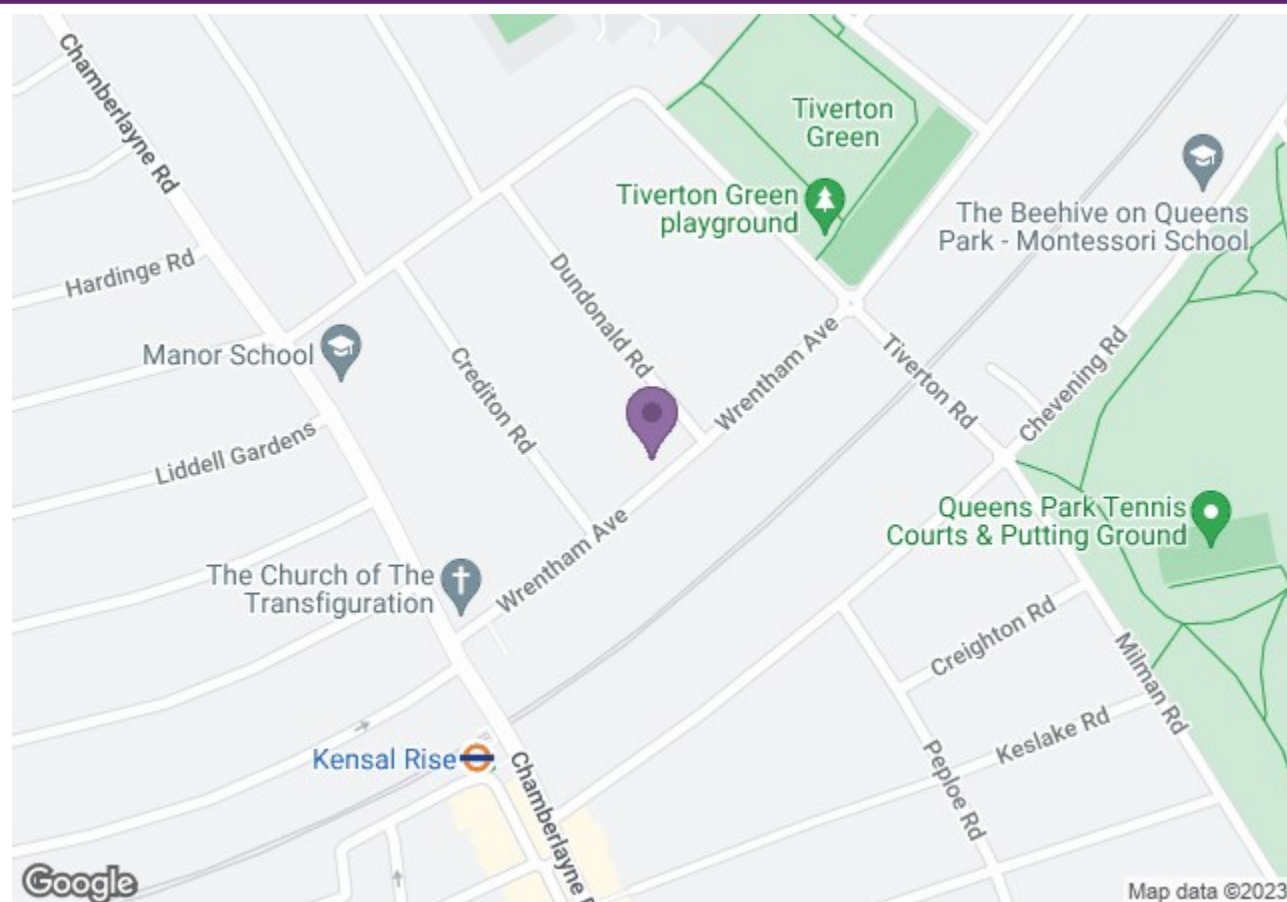 Chamberlayne Rd
Tiverton
Green
Tiverton Green
playground
The Beehive on Queens
Park - Montessori School
Hardinge Rd
Dundonald Rd
Manor School
Crediton Rd
Wrentham Ave
Tiverton Rd
Chevening Rd
Liddell Gardens
Queens Park Tennis
Courts & Putting Ground
The Church of The
Transfiguration
Wrentham Ave
Creighton Rd
Milman Rd
Kensal Rise
Keslake Rd
Peploe Rd
Chamberlayne R
Google
Map data ©2023